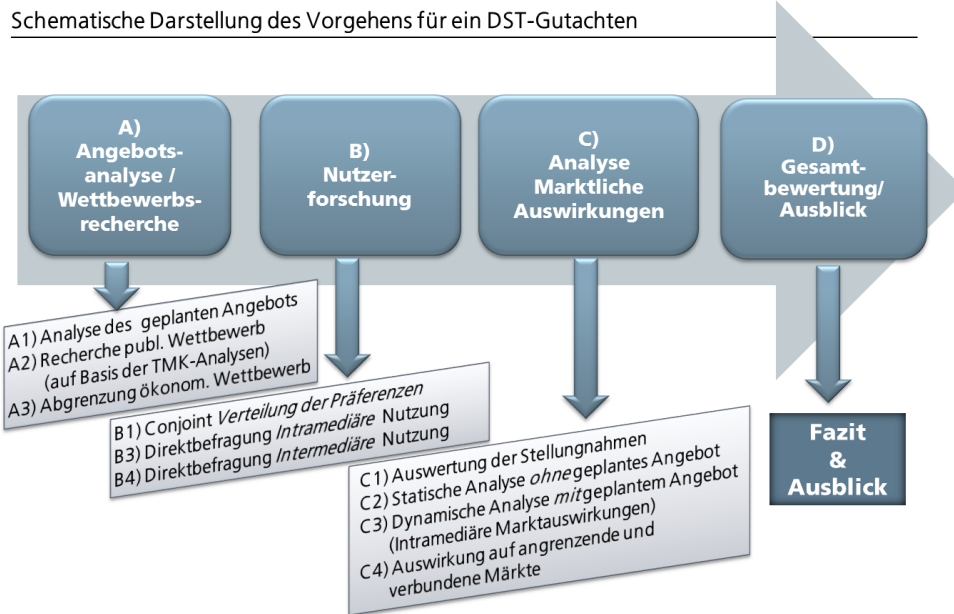 Schematische Darstellung des Vorgehens für ein DST-Gutachten
A)
Angebots-
analyse /
Wettbewerbs-
recherche
B)
Nutzer-
forschung
C)
Analyse
Marktliche
Auswirkungen
D)
Gesamt-
bewertung/
Ausblick
A1) Analyse des geplanten Angebots
A2) Recherche publ. Wettbewerb
(auf Basis der TMK-Analysen)
A3) Abgrenzung ökonom. Wettbewerb
B1) Conjoint Verteilung der Präferenzen
B3) Direktbefragung Intramediäre Nutzung
B4) Direktbefragung Intermediäre Nutzung
C1) Auswertung der Stellungnahmen
C2) Statische Analyse ohne geplantes Angebot
C3) Dynamische Analyse mit geplantem Angebot
(Intramediäre Marktauswirkungen)
C4) Auswirkung auf angrenzende und
verbundene Märkte
Fazit
&
Ausblick